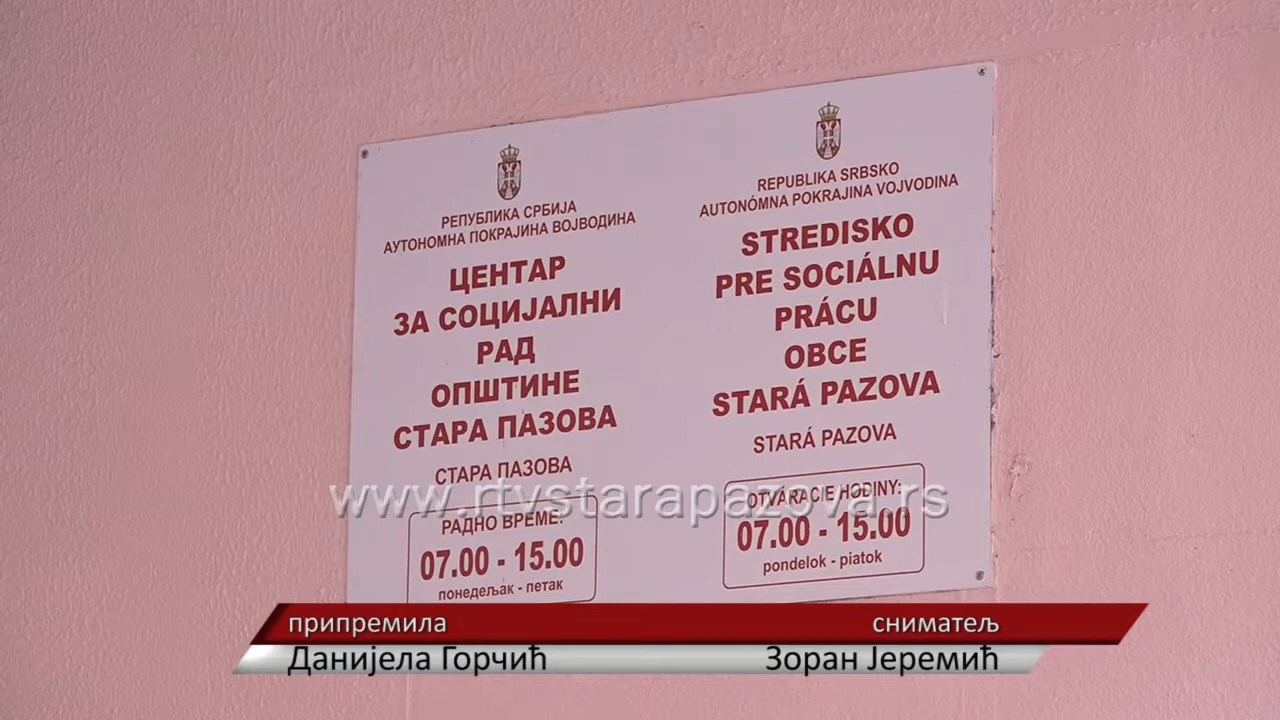 РЕПУБЛИКА СРБИЈА
АУТОНОМНА ПОКРАЈИНА ВОЈВОДИНА
ЦЕНТАР
ЗА СОЦИЈАЛНИ
РАД
ОПШТИНЕ
СТАРА ПАЗОВА
СТАРА ПАЗОВА
РАДНО ВРЕМЕ:
07.00 - 15.00
понедељак - петак
REPUBLIKA SRBSKO
AUTONÓMNA POKRAJINA VOJVODINA
STREDISKO
PRE SOCIÁLNU
PRÁCU
OBCE
STARÁ PAZOVA
STARÁ PAZOVA
OTVÁRACIE HODINY:
07.00 - 15.00
pondelok - piatok
www.rtvstarapazova.rs
припремила
Данијела Горчић
сниматељ
Зоран Јеремић